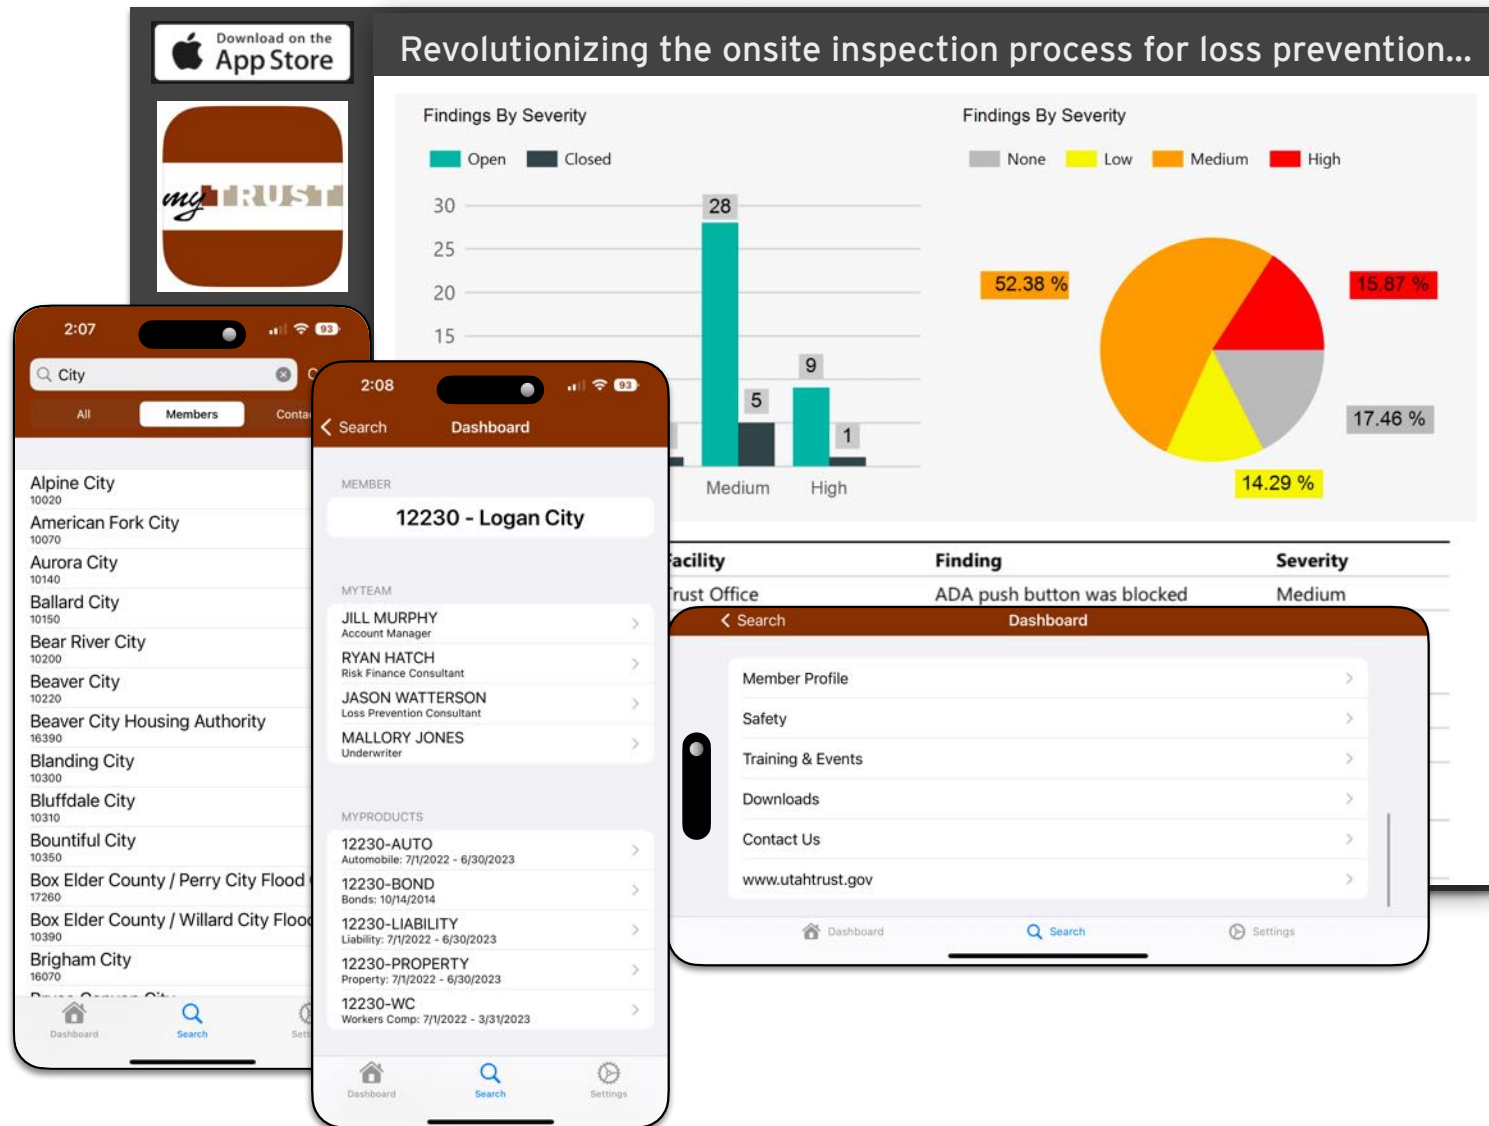 Download on the
App Store
Revolutionizing the onsite inspection process for loss prevention...
my TRUST
Findings By Severity
Open Closed
30
25
20
15
28
5
9
1
Medium High
Findings By Severity
None Low Medium High
52.38 %
15.87 %
17.46 %
14.29 %
Facility Finding Severity
Trust Office ADA push button was blocked Medium
2:07 93
City
All Members
Alpine City
10020
American Fork City
10070
Aurora City
10140
Ballard City
10150
Bear River City
10200
Beaver City
10220
Beaver City Housing Authority
16390
Blanding City
10300
Bluffdale City
10310
Bountiful City
10350
Box Elder County / Perry City Flood
17260
Box Elder County / Willard City Flood
10390
Brigham City
16070
Dashboard Search
2:08 93
Search Dashboard
MEMBER
12230 - Logan City
MYTEAM
JILL MURPHY
Account Manager
RYAN HATCH
Risk Finance Consultant
JASON WATTERSON
Loss Prevention Consultant
MALLORY JONES
Underwriter
MYPRODUCTS
12230-AUTO
Automobile: 7/1/2022 - 6/30/2023
12230-BOND
Bonds: 10/14/2014
12230-LIABILITY
Liability: 7/1/2022 - 6/30/2023
12230-PROPERTY
Property: 7/1/2022 - 6/30/2023
12230-WC
Workers Comp: 7/1/2022 - 3/31/2023
Dashboard Search Settings
Search Dashboard
Member Profile
Safety
Training & Events
Downloads
Contact Us
www.utahtrust.gov
Dashboard Search Settings